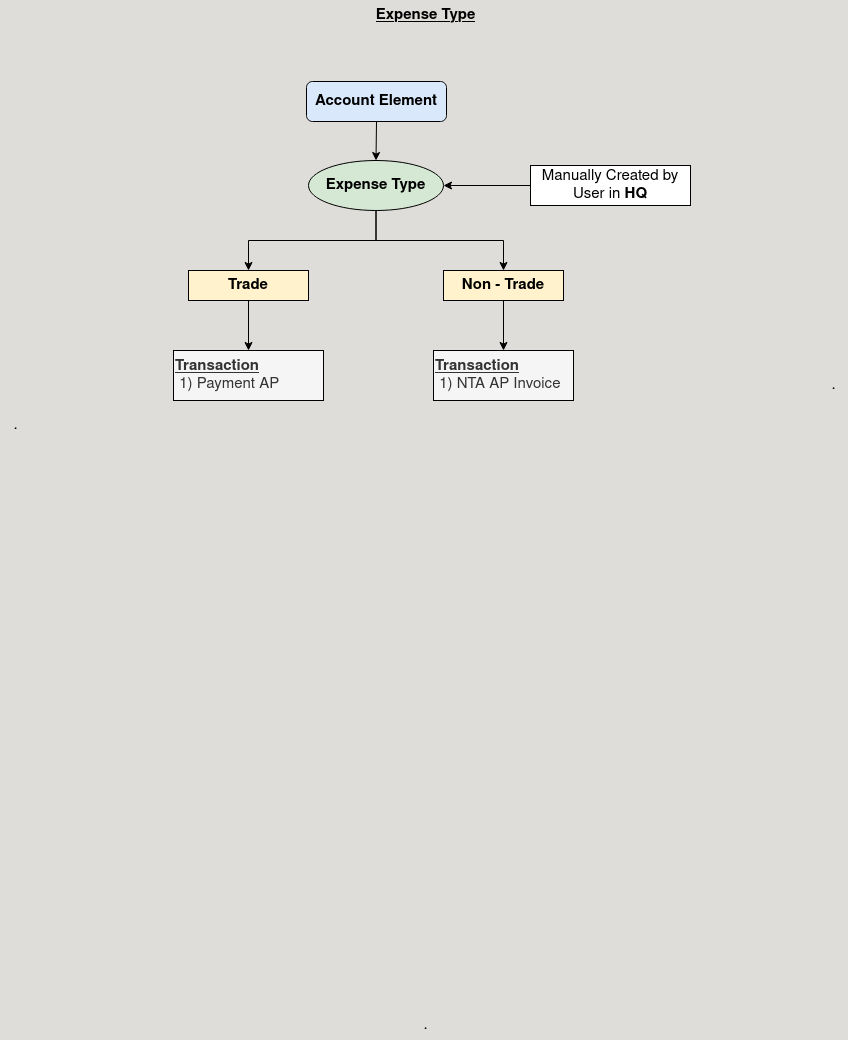 Expense Type
Account Element
Expense Type
Manually Created by
User in HQ
Trade
Non - Trade
Transaction
1) Payment AP
Transaction
1) NTA AP Invoice
.
.
.